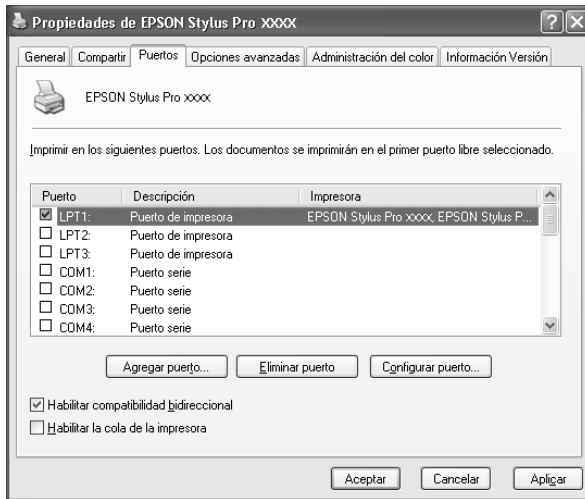 Propiedades de EPSON Stylus Pro XXXX
General Compartir Puertos Opciones avanzadas Administración del color Información Versión
EPSON Stylus Pro xxxx
Imprimir en los siguientes puertos. Los documentos se imprimirán en el primer puerto libre seleccionado.
Puerto Descripción Impresora
LPT1: Puerto de impresora EPSON Stylus Pro xxxx, EPSON Stylus P...
LPT2: Puerto de impresora
LPT3: Puerto de impresora
COM1: Puerto serie
COM2: Puerto serie
COM3: Puerto serie
COM4: Puerto serie
Agregar puerto... Eliminar puerto Configurar puerto...
Habilitar compatibilidad bidireccional
Habilitar la cola de la impresora
Aceptar Cancelar Aplicar